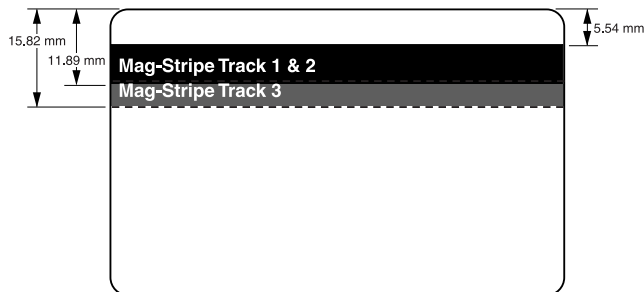 15.82 mm
11.89 mm
5.54 mm
Mag-Stripe Track 1 & 2
Mag-Stripe Track 3